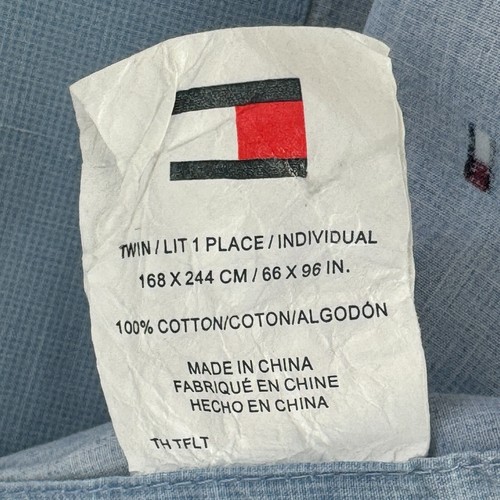 TWIN / LIT 1 PLACE / INDIVIDUAL
168 X 244 CM / 66 X 96 IN.
100% COTTON/COTON/ALGODÓN
MADE IN CHINA
FABRIQUÉ EN CHINE
HECHO EN CHINA
TH TFLT